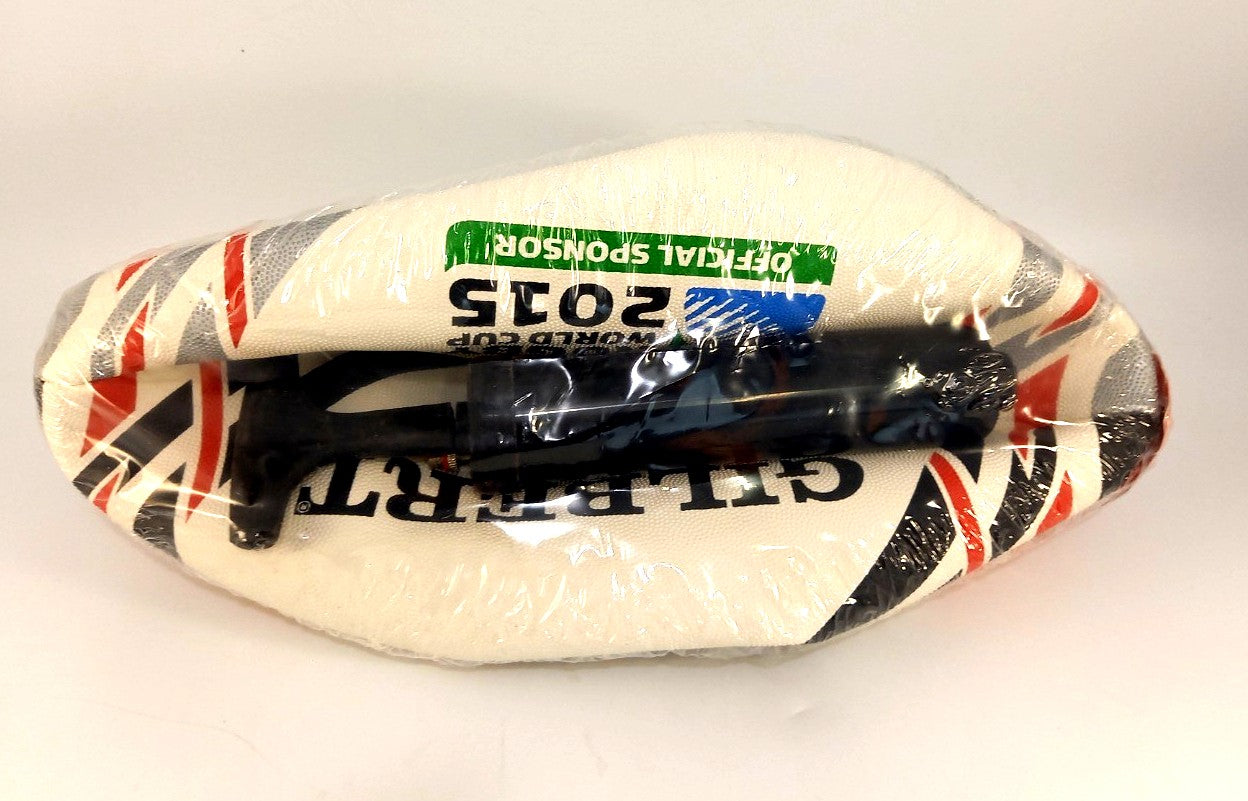 GILBERT®
WORLD CUP
2015
OFFICIAL SPONSOR